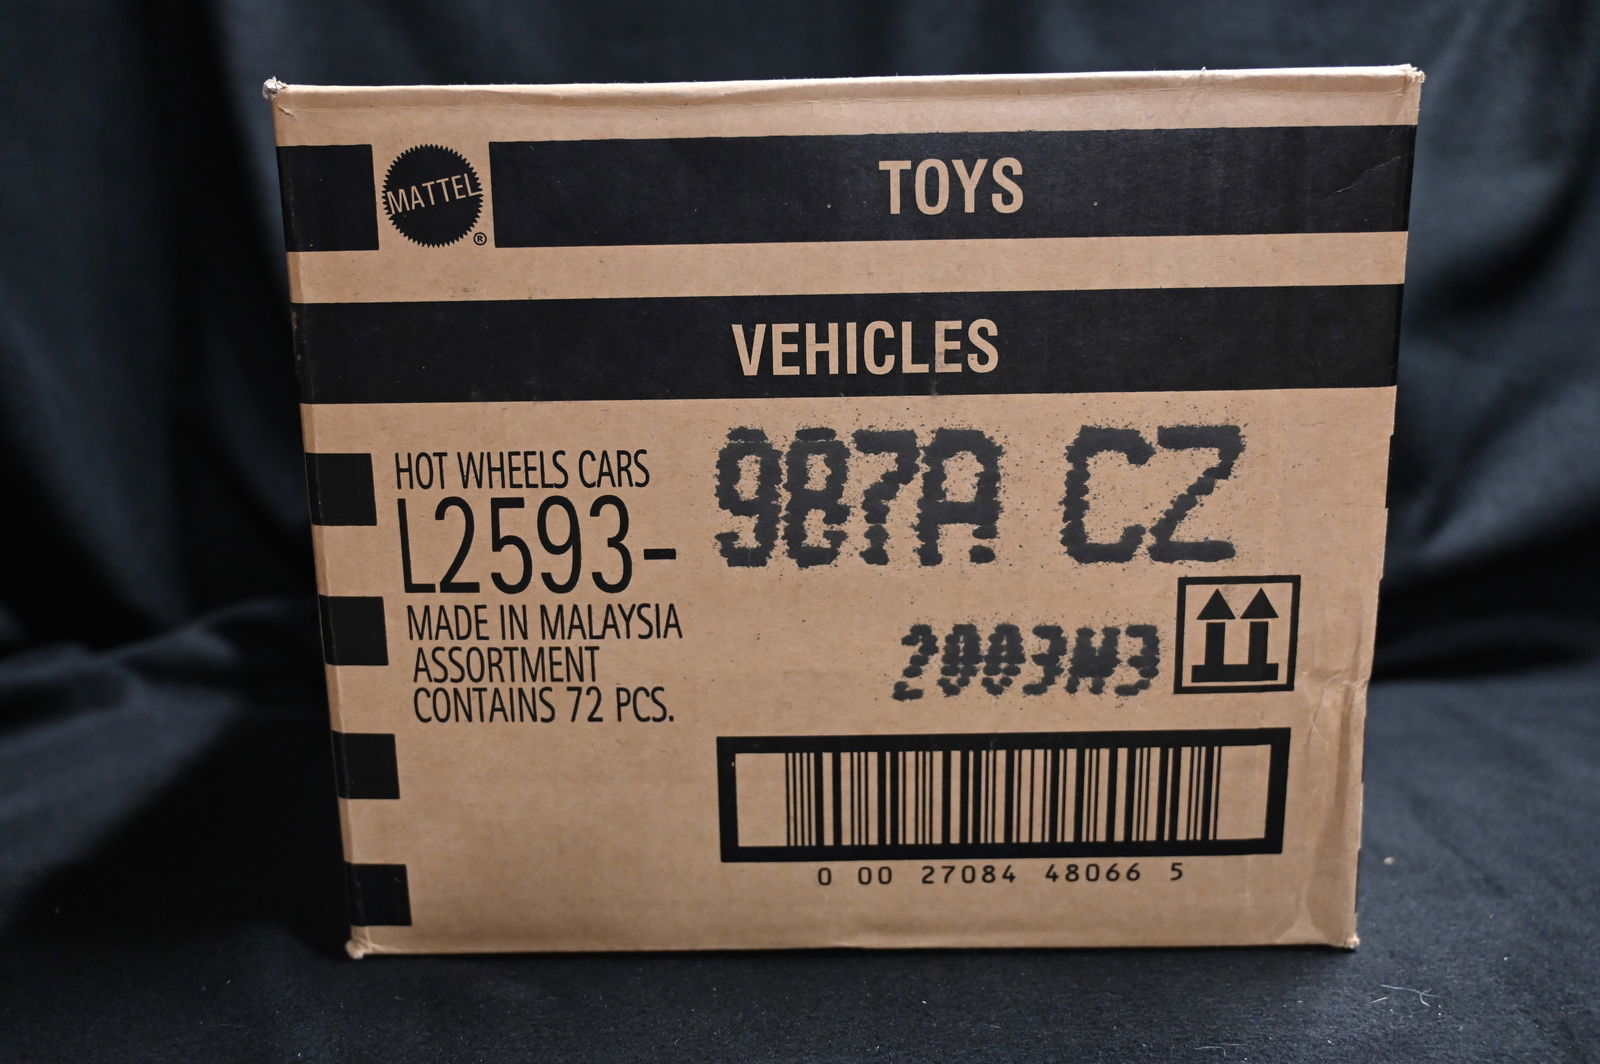 MATTEL
®
TOYS
VEHICLES
HOT WHEELS CARS
L2593-
987A CZ
MADE IN MALAYSIA
ASSORTMENT
CONTAINS 72 PCS.
2003H3
0 00 27084 48066 5